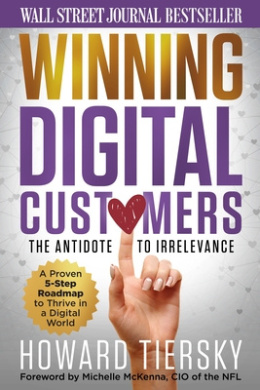 WALL STREET JOURNAL BESTSELLER
WINNING
DIGITAL
CUSTOMERS
THE ANTIDOTE TO IRRELEVANCE
A Proven
5-Step
Roadmap
to Thrive in
a Digital
World
HOWARD TIERSKY
Foreword by Michelle McKenna, CIO of the NFL